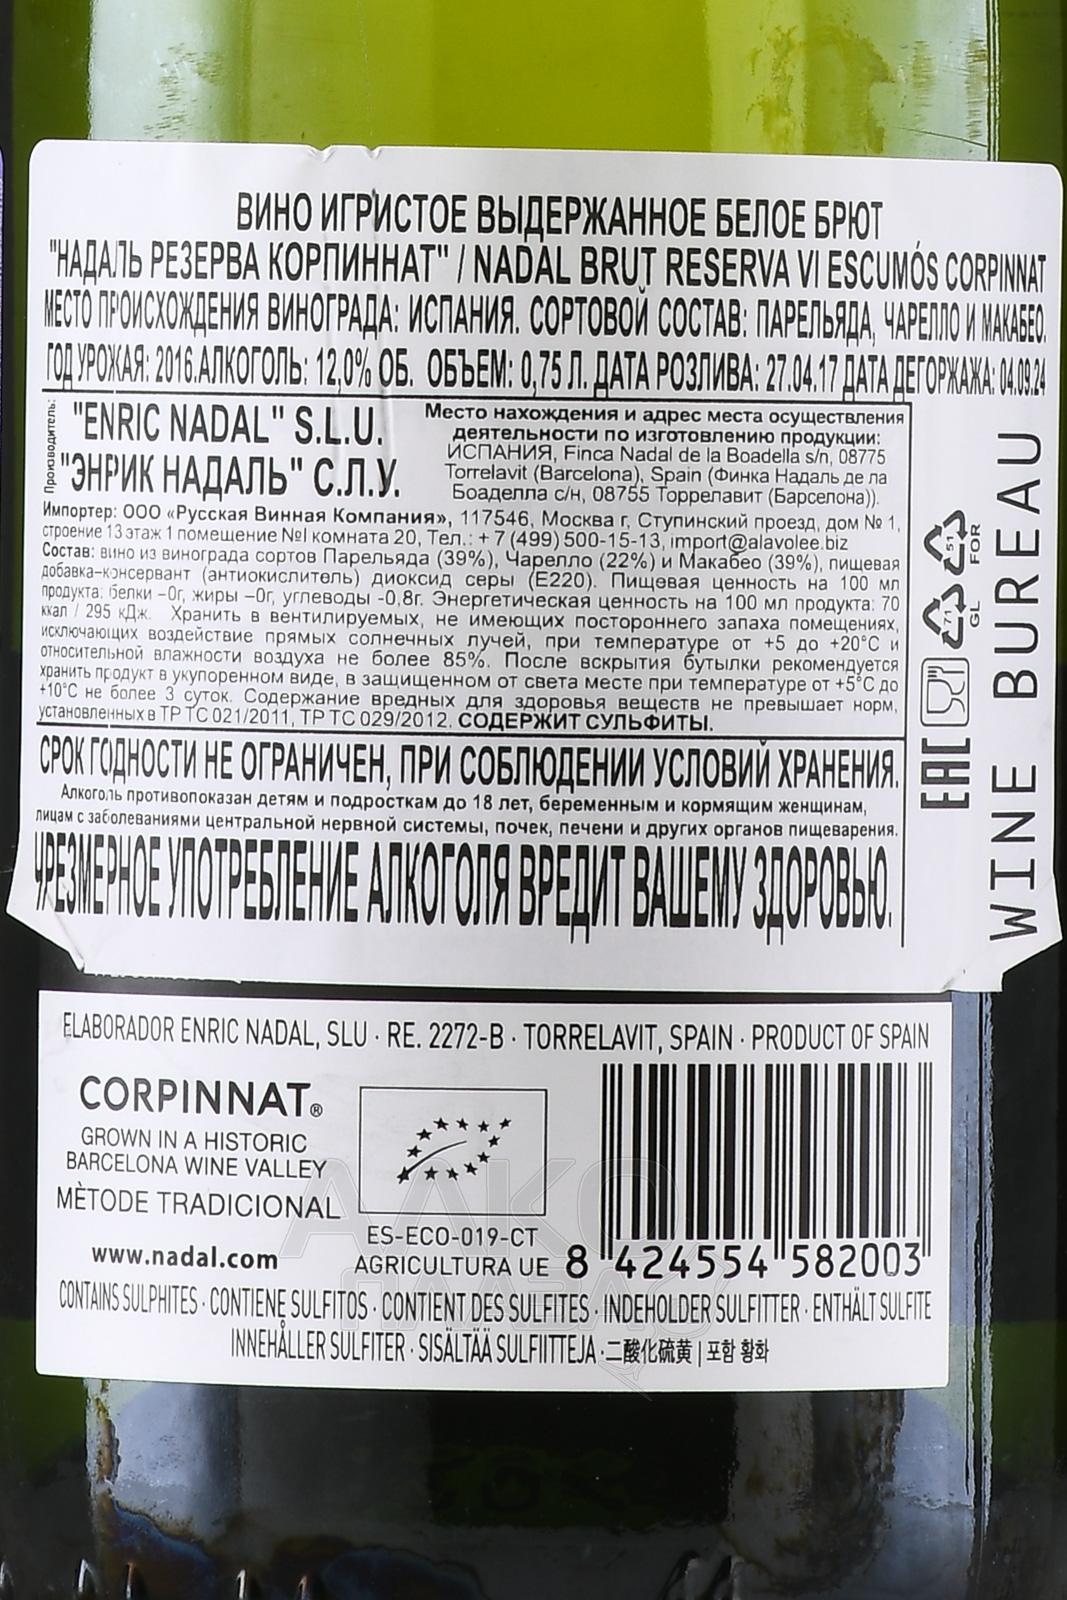 ВИНО ИГРИСТОЕ ВЫДЕРЖАННОЕ БЕЛОЕ БРЮТ
"НАДАЛЬ РЕЗЕРВА КОРПИННАТ" / NADAL BRUT RESERVA VI ESCUMÓS CORPINNAT
МЕСТО ПРОИСХОЖДЕНИЯ ВИНОГРАДА: ИСПАНИЯ. СОРТОВОЙ СОСТАВ: ПАРЕЛЬЯДА, ЧАРЕЛЛО И МАКАБЕО.
ГОД УРОЖАЯ: 2016.АЛКОГОЛЬ: 12,0% ОБ. ОБЪЕМ: 0,75 Л. ДАТА РОЗЛИВА: 27.04.17 ДАТА ДЕГОРЖАЖА: 04.09.24
Производитель:
"ENRIC NADAL" S.L.U.
"ЭНРИК НАДАЛЬ" С.Л.У.
Место нахождения и адрес места осуществления
деятельности по изготовлению продукции:
ИСПАНИЯ, Finca Nadal de la Boadella s/n, 08775
Torrelavit (Barcelona), Spain (Финка Надаль де ла
Боаделла с/н, 08755 Торрелавит (Барселона)).
Импортер: ООО «Русская Винная Компания», 117546, Москва г, Ступинский проезд, дом № 1,
строение 13 этаж 1 помещение №I комната 20, Тел.: + 7 (499) 500-15-13, import@alavolee.biz
Состав: вино из винограда сортов Парельяда (39%), Чарелло (22%) и Макабео (39%), пищевая
добавка-консервант (антиокислитель) диоксид серы (Е220). Пищевая ценность на 100 мл
продукта: белки –0г, жиры –0г, углеводы -0,8г. Энергетическая ценность на 100 мл продукта: 70
ккал / 295 кДж. Хранить в вентилируемых, не имеющих постороннего запаха помещениях,
исключающих воздействие прямых солнечных лучей, при температуре от +5 до +20°С и
относительной влажности воздуха не более 85%. После вскрытия бутылки рекомендуется
хранить продукт в укупоренном виде, в защищенном от света месте при температуре от +5°С до
+10°С не более 3 суток. Содержание вредных для здоровья веществ не превышает норм,
установленных в ТР ТС 021/2011, ТР ТС 029/2012. СОДЕРЖИТ СУЛЬФИТЫ.
СРОК ГОДНОСТИ НЕ ОГРАНИЧЕН, ПРИ СОБЛЮДЕНИИ УСЛОВИЙ ХРАНЕНИЯ.
Алкоголь противопоказан детям и подросткам до 18 лет, беременным и кормящим женщинам,
лицам с заболеваниями центральной нервной системы, почек, печени и других органов пищеварения.
ЧРЕЗМЕРНОЕ УПОТРЕБЛЕНИЕ АЛКОГОЛЯ ВРЕДИТ ВАШЕМУ ЗДОРОВЬЮ.
51
FOR
71
GL
EAC
WINE BUREAU
ELABORADOR ENRIC NADAL, SLU · RE. 2272-B · TORRELAVIT, SPAIN · PRODUCT OF SPAIN
CORPINNAT®
GROWN IN A HISTORIC
BARCELONA WINE VALLEY
MÈTODE TRADICIONAL
www.nadal.com
ES-ECO-019-CT
AGRICULTURA UE
8 424554 582003
CONTAINS SULPHITES · CONTIENE SULFITOS · CONTIENT DES SULFITES · INDEHOLDER SULFITTER · ENTHÄLT SULFITE
INNEHÅLLER SULFITER · SISÄLTÄÄ SULFIITTEJA · 二酸化硫黄 | 포함 황화